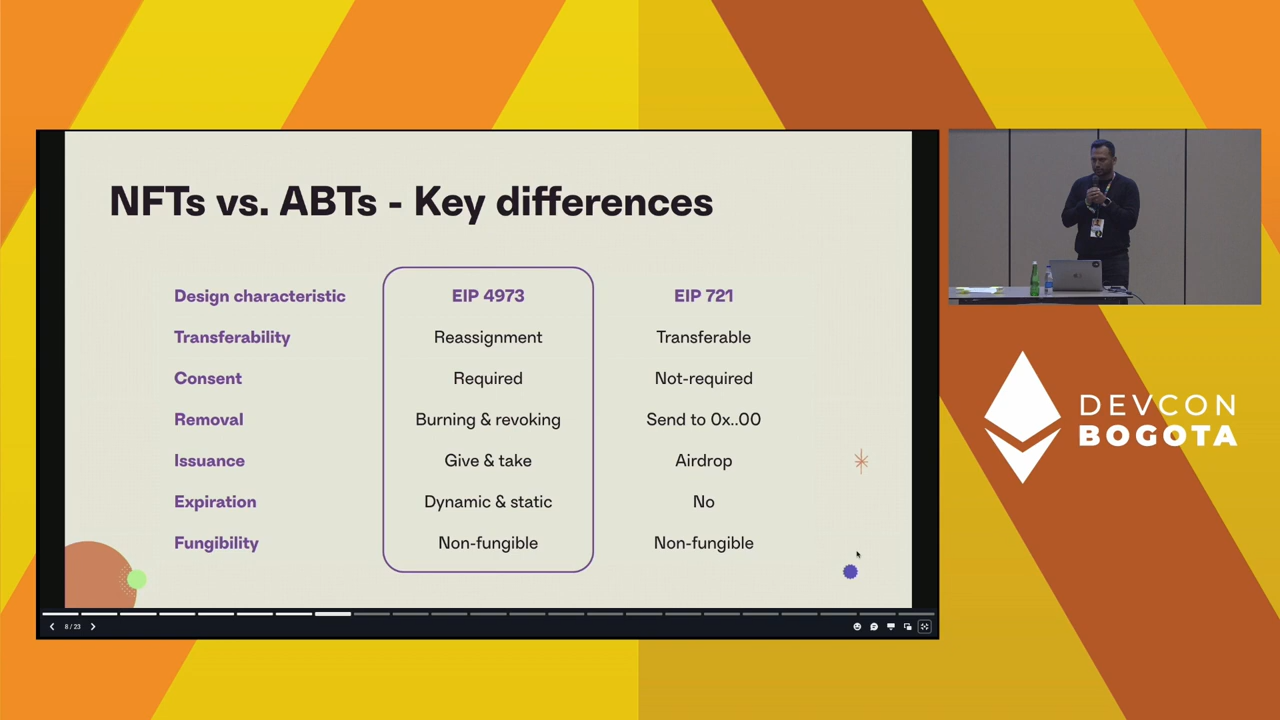 NFTs vs. ABTs - Key differences
Design characteristic EIP 4973 EIP 721
Transferability Reassignment Transferable
Consent Required Not-required
Removal Burning & revoking Send to 0x..00
Issuance Give & take Airdrop
Expiration Dynamic & static No
Fungibility Non-fungible Non-fungible
8 / 23
DEVCON
BOGOTA